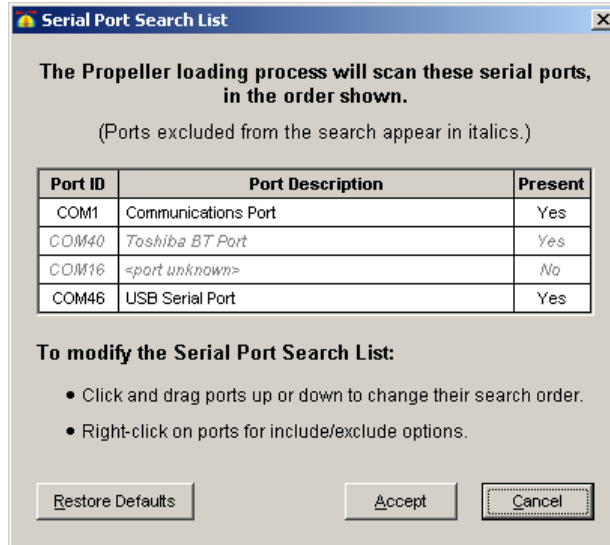 Serial Port Search List
The Propeller loading process will scan these serial ports,
in the order shown.
(Ports excluded from the search appear in italics.)
Port ID Port Description Present
COM1 Communications Port Yes
COM40 Toshiba BT Port Yes
COM16 <port unknown> No
COM46 USB Serial Port Yes
To modify the Serial Port Search List:
• Click and drag ports up or down to change their search order.
• Right-click on ports for include/exclude options.
Restore Defaults Accept Cancel